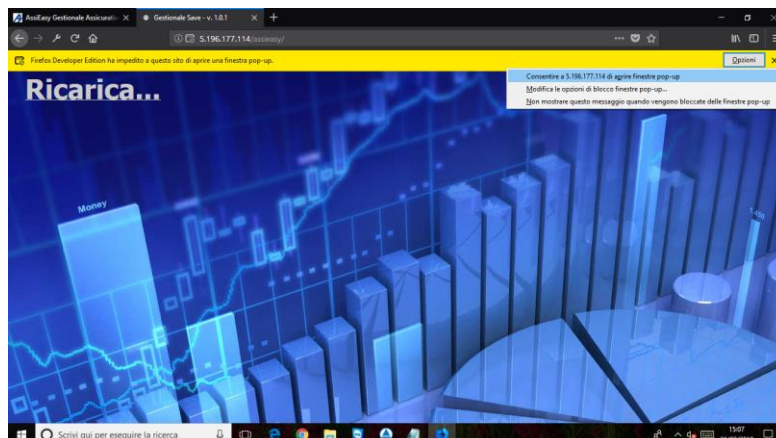 AssiEasy Gestionale Assicurativ
Gestionale Save - v. 1.0.1
5.196.177.114/assieasy/
Firefox Developer Edition ha impedito a questo sito di aprire una finestra pop-up.
Opzioni
Consentire a 5.196.177.114 di aprire finestre pop-up
Modifica le opzioni di blocco finestre pop-up...
Non mostrare questo messaggio quando vengono bloccate delle finestre pop-up
Ricarica...
Money
1,450
Scrivi qui per eseguire la ricerca
15:07